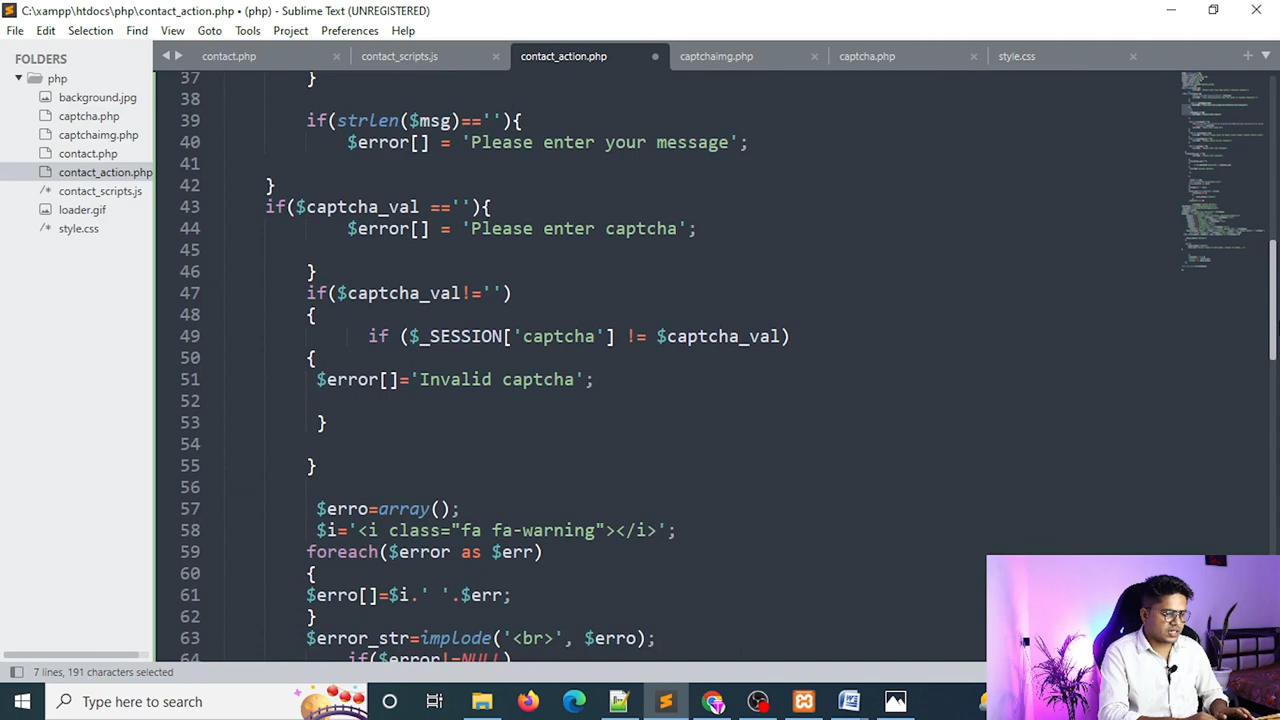 C:\xampp\htdocs\php\contact_action.php • (php) - Sublime Text (UNREGISTERED)
File Edit Selection Find View Goto Tools Project Preferences Help
FOLDERS
php
background.jpg
captcha.php
captchaimg.php
contact.php
contact_action.php
contact_scripts.js
loader.gif
style.css
contact.php contact_scripts.js contact_action.php captchaimg.php captcha.php style.css
37 }
38
39 if(strlen($msg)==''){
40 $error[] = 'Please enter your message';
41
42 }
43 if($captcha_val ==''){
44 $error[] = 'Please enter captcha';
45
46 }
47 if($captcha_val!='')
48 {
49 if ($_SESSION['captcha'] != $captcha_val)
50 {
51 $error[]='Invalid captcha';
52
53 }
54
55 }
56
57 $erro=array();
58 $i='<i class="fa fa-warning"></i>';
59 foreach($error as $err)
60 {
61 $erro[]=$i.' '.$err;
62 }
63 $error_str=implode('<br>', $erro);
64 if($error!=NULL)
7 lines, 191 characters selected
Type here to search